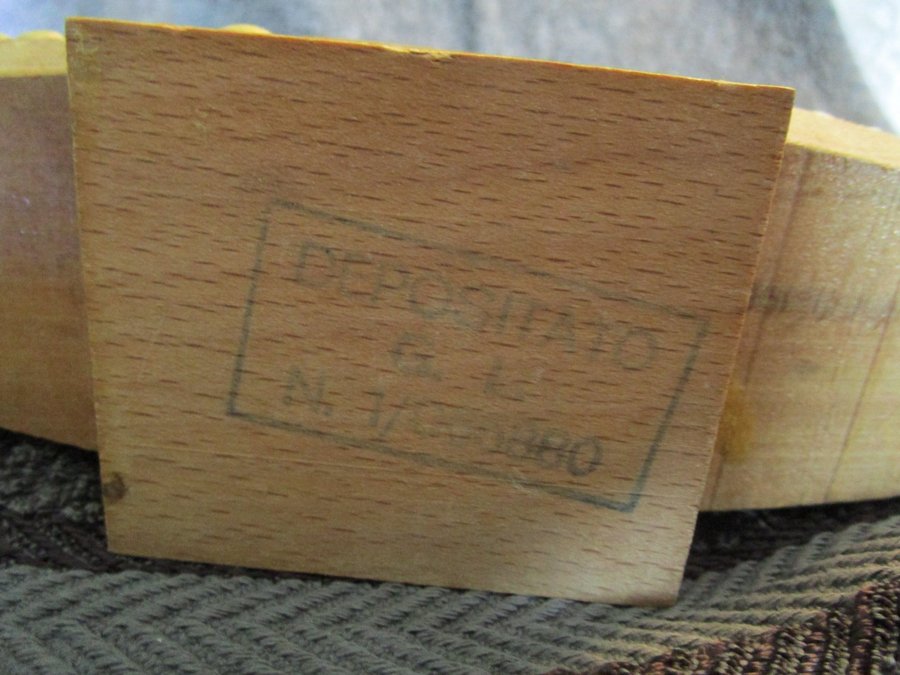 DEPOSITATO
G. L.
N.